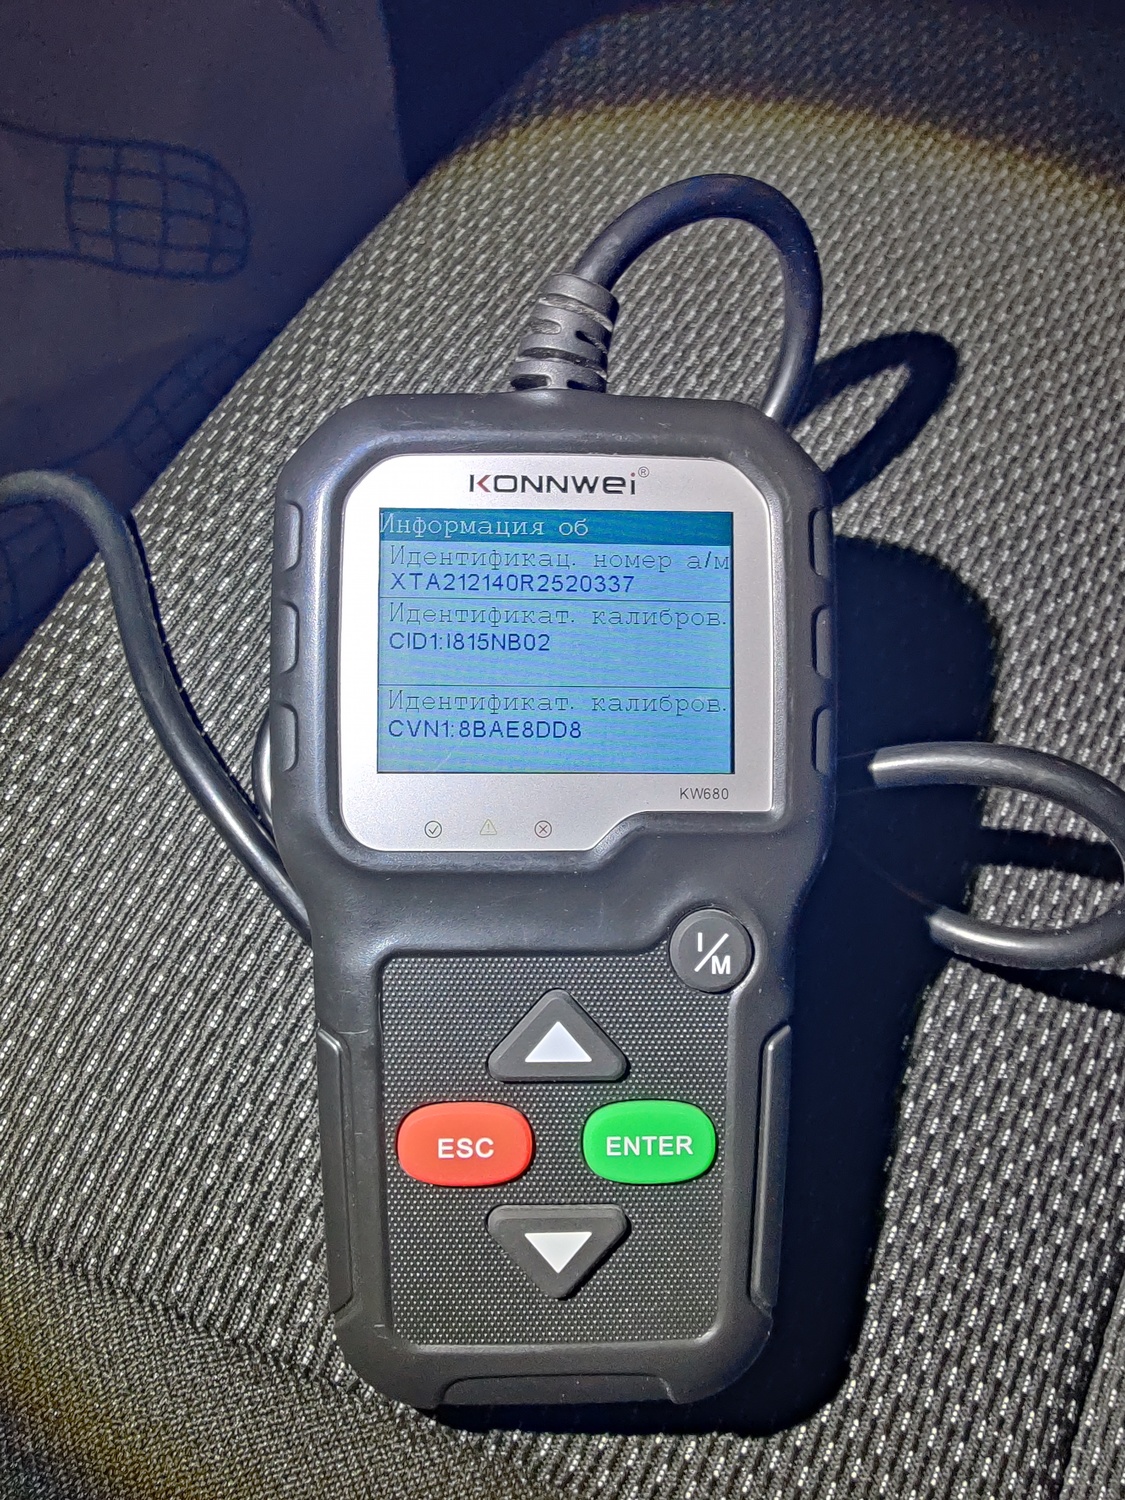 KONNWEI®
Информация об
Идентификац. номер а/м
XTA212140R2520337
Идентификат. калибров.
CID1:I815NB02
Идентификат. калибров.
CVN1:8BAE8DD8
KW680
I/M
ESC
ENTER